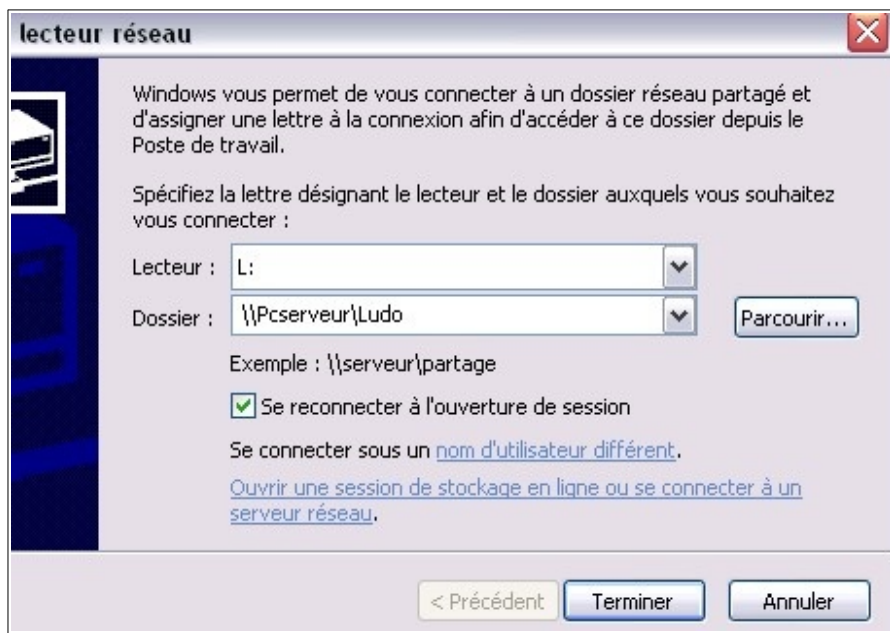 lecteur réseau
Windows vous permet de vous connecter à un dossier réseau partagé et
d'assigner une lettre à la connexion afin d'accéder à ce dossier depuis le
Poste de travail.
Spécifiez la lettre désignant le lecteur et le dossier auxquels vous souhaitez
vous connecter :
Lecteur : L:
Dossier : \\Pcserveur\Ludo Parcourir...
Exemple : \\serveur\partage
Se reconnecter à l'ouverture de session
Se connecter sous un nom d'utilisateur différent.
Ouvrir une session de stockage en ligne ou se connecter à un
serveur réseau.
< Précédent Terminer Annuler